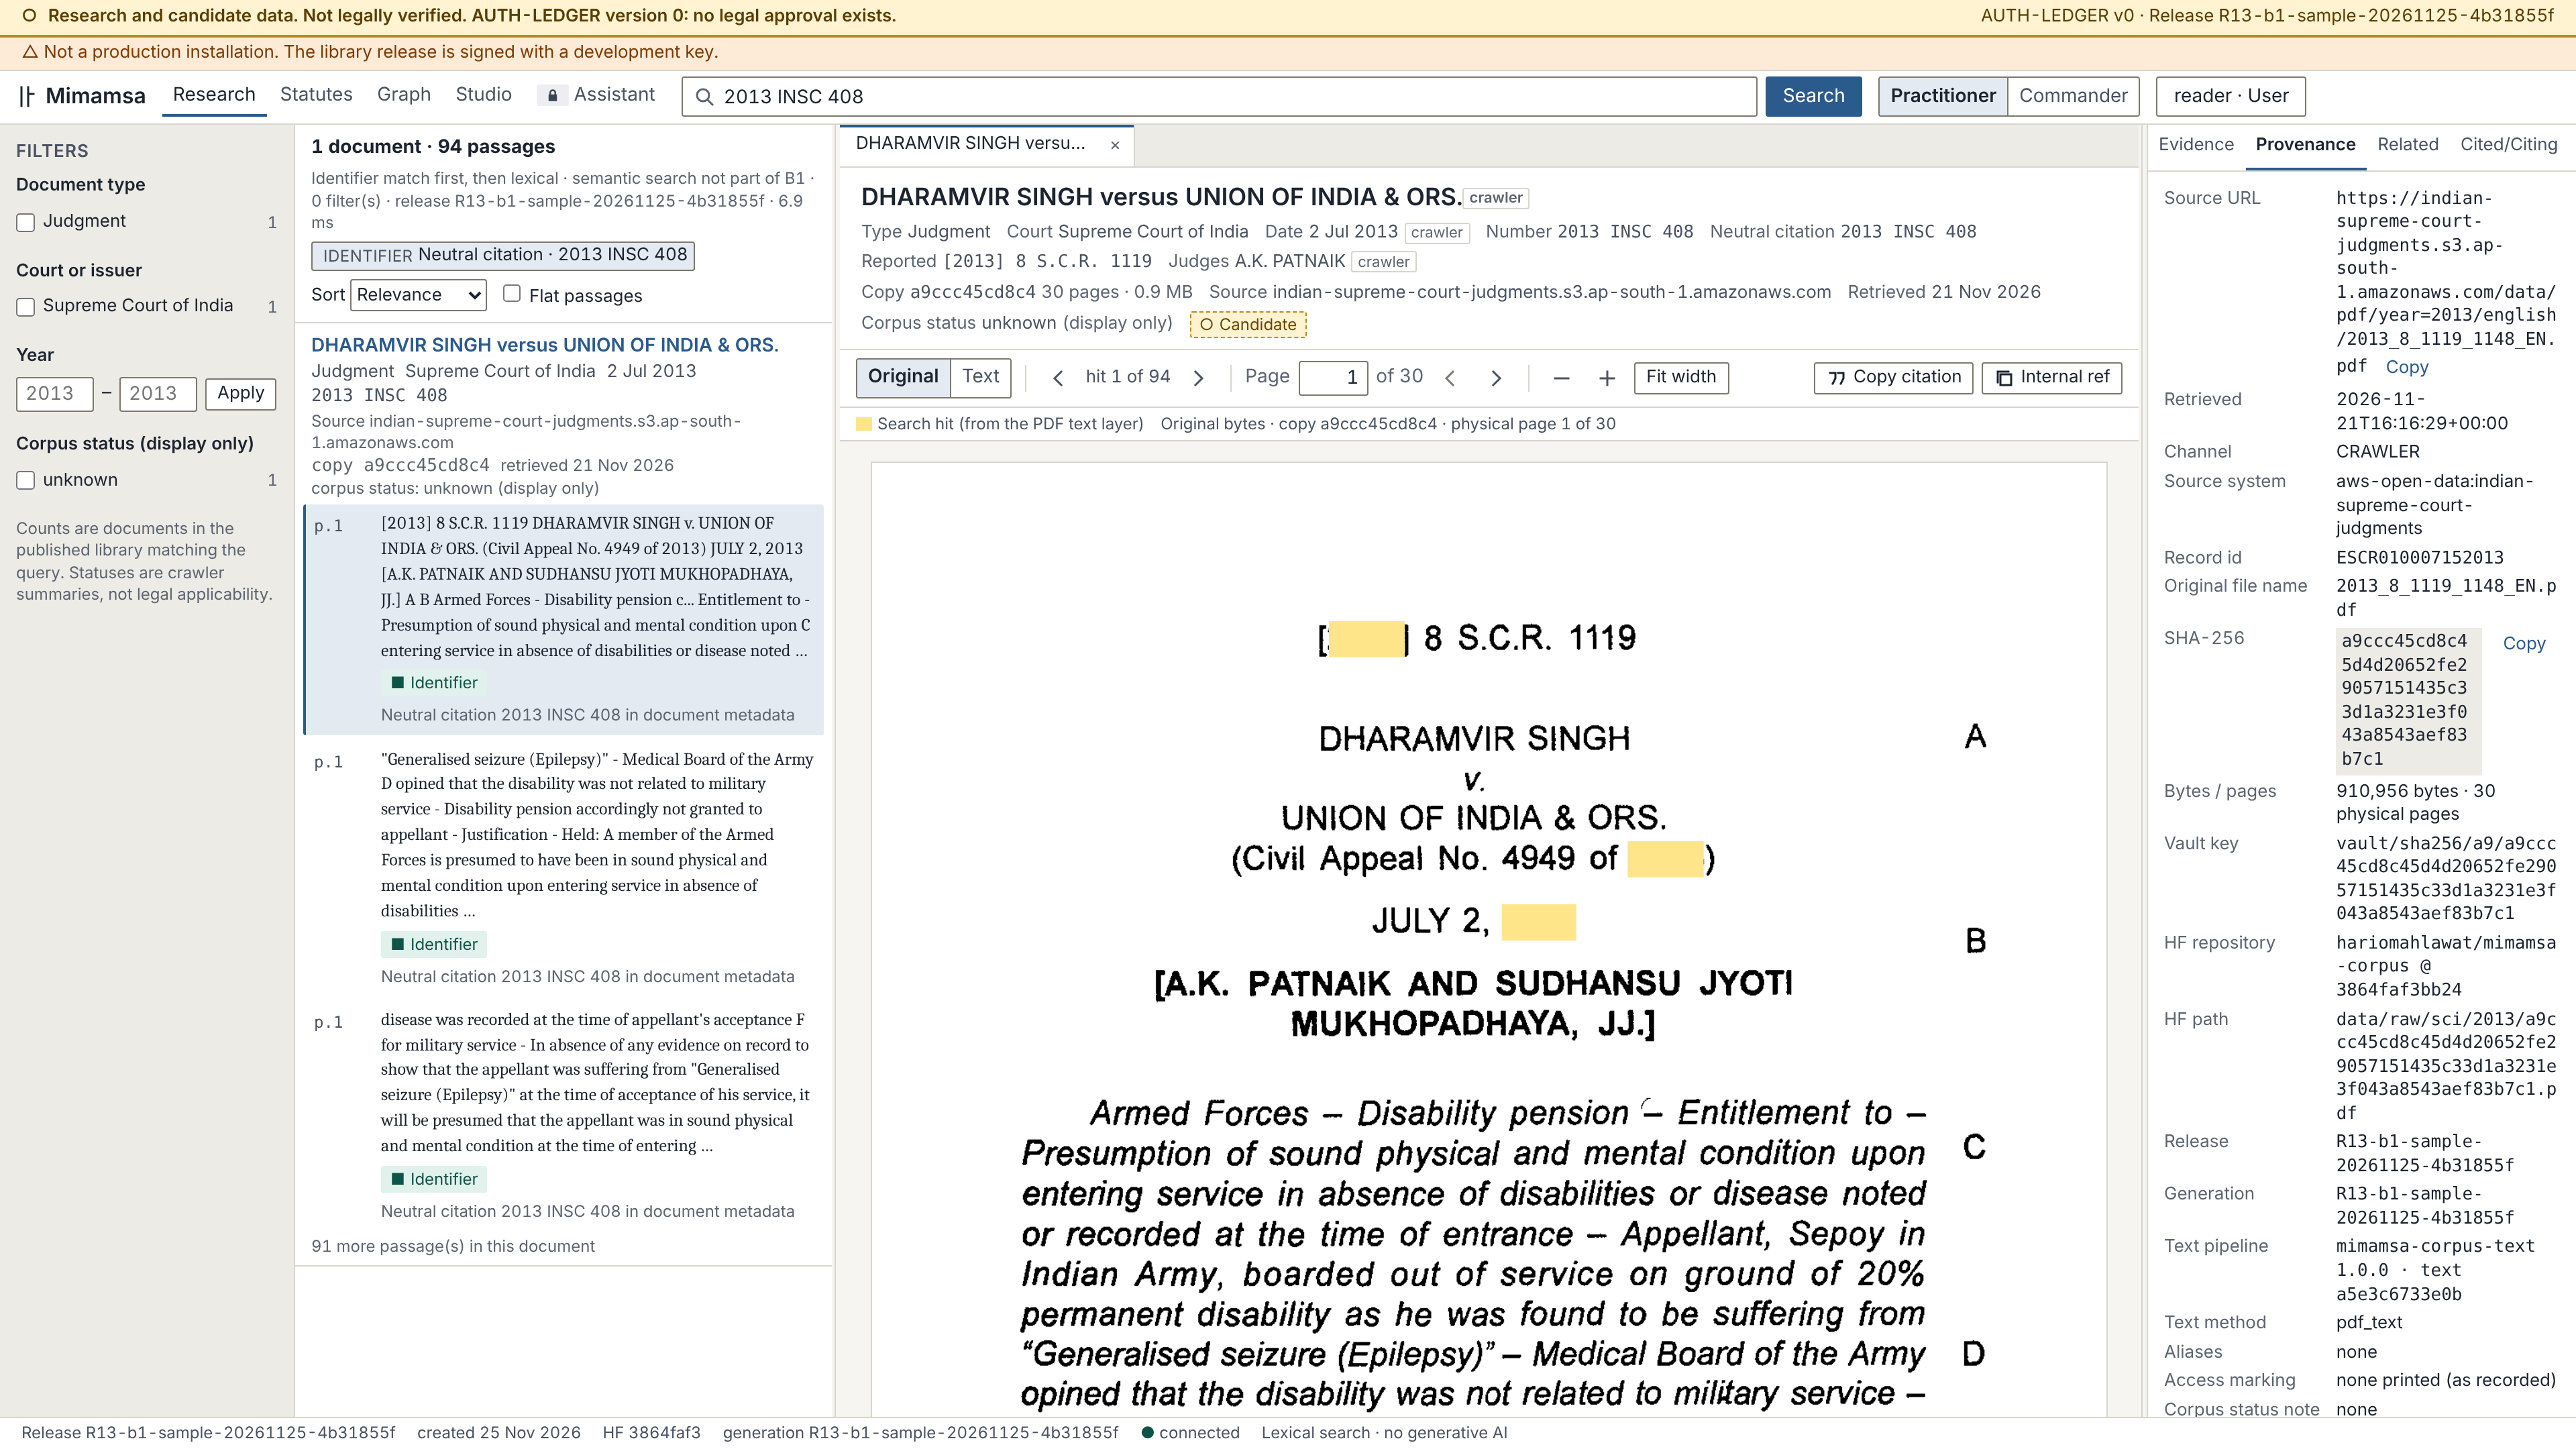 Research and candidate data. Not legally verified. AUTH-LEDGER version 0: no legal approval exists.
AUTH-LEDGER v0 · Release R13-b1-sample-20261125-4b31855f
Not a production installation. The library release is signed with a development key.
Mimamsa Research Statutes Graph Studio Assistant 2013 INSC 408 Search Practitioner Commander reader · User
FILTERS
Document type
Judgment 1
Court or issuer
Supreme Court of India 1
Year
2013 – 2013 Apply
Corpus status (display only)
unknown 1
Counts are documents in the
published library matching the
query. Statuses are crawler
summaries, not legal applicability.
1 document · 94 passages
Identifier match first, then lexical · semantic search not part of B1 ·
0 filter(s) · release R13-b1-sample-20261125-4b31855f · 6.9
ms
IDENTIFIER Neutral citation · 2013 INSC 408
Sort Relevance Flat passages
DHARAMVIR SINGH versus UNION OF INDIA & ORS.
Judgment Supreme Court of India 2 Jul 2013
2013 INSC 408
Source indian-supreme-court-judgments.s3.ap-south-
1.amazonaws.com
copy a9ccc45cd8c4 retrieved 21 Nov 2026
corpus status: unknown (display only)
p.1 [2013] 8 S.C.R. 1119 DHARAMVIR SINGH v. UNION OF
INDIA & ORS. (Civil Appeal No. 4949 of 2013) JULY 2, 2013
[A.K. PATNAIK AND SUDHANSU JYOTI MUKHOPADHAYA,
JJ.] A B Armed Forces - Disability pension c... Entitlement to -
Presumption of sound physical and mental condition upon C
entering service in absence of disabilities or disease noted ...
Identifier
Neutral citation 2013 INSC 408 in document metadata
p.1 "Generalised seizure (Epilepsy)" - Medical Board of the Army
D opined that the disability was not related to military
service - Disability pension accordingly not granted to
appellant - Justification - Held: A member of the Armed
Forces is presumed to have been in sound physical and
mental condition upon entering service in absence of
disabilities ...
Identifier
Neutral citation 2013 INSC 408 in document metadata
p.1 disease was recorded at the time of appellant's acceptance F
for military service - In absence of any evidence on record to
show that the appellant was suffering from "Generalised
seizure (Epilepsy)" at the time of acceptance of his service, it
will be presumed that the appellant was in sound physical
and mental condition at the time of entering ...
Identifier
Neutral citation 2013 INSC 408 in document metadata
91 more passage(s) in this document
DHARAMVIR SINGH versu... ×
DHARAMVIR SINGH versus UNION OF INDIA & ORS. crawler
Type Judgment Court Supreme Court of India Date 2 Jul 2013 crawler Number 2013 INSC 408 Neutral citation 2013 INSC 408
Reported [2013] 8 S.C.R. 1119 Judges A.K. PATNAIK crawler
Copy a9ccc45cd8c4 30 pages · 0.9 MB Source indian-supreme-court-judgments.s3.ap-south-1.amazonaws.com Retrieved 21 Nov 2026
Corpus status unknown (display only) Candidate
Original Text hit 1 of 94 Page 1 of 30 Fit width Copy citation Internal ref
Search hit (from the PDF text layer) Original bytes · copy a9ccc45cd8c4 · physical page 1 of 30
[ ] 8 S.C.R. 1119
DHARAMVIR SINGH A
v.
UNION OF INDIA & ORS.
(Civil Appeal No. 4949 of )
JULY 2,
B
[A.K. PATNAIK AND SUDHANSU JYOTI
MUKHOPADHAYA, JJ.]
Armed Forces – Disability pension – Entitlement to –
Presumption of sound physical and mental condition upon C
entering service in absence of disabilities or disease noted
or recorded at the time of entrance – Appellant, Sepoy in
Indian Army, boarded out of service on ground of 20%
permanent disability as he was found to be suffering from
“Generalised seizure (Epilepsy)” – Medical Board of the Army D
opined that the disability was not related to military service –
Evidence Provenance Related Cited/Citing
Source URL https://indian-
supreme-court-
judgments.s3.ap-
south-
1.amazonaws.com/data/
pdf/year=2013/english
/2013_8_1119_1148_EN.
pdf Copy
Retrieved 2026-11-
21T16:16:29+00:00
Channel CRAWLER
Source system aws-open-data:indian-
supreme-court-
judgments
Record id ESCR010007152013
Original file name 2013_8_1119_1148_EN.p
df
SHA-256 a9ccc45cd8c4 Copy
5d4d20652fe2
9057151435c3
3d1a3231e3f0
43a8543aef83
b7c1
Bytes / pages 910,956 bytes · 30
physical pages
Vault key vault/sha256/a9/a9ccc
45cd8c45d4d20652fe290
57151435c33d1a3231e3f
043a8543aef83b7c1
HF repository hariomahlawat/mimamsa
-corpus @
3864faf3bb24
HF path data/raw/sci/2013/a9c
cc45cd8c45d4d20652fe2
9057151435c33d1a3231e
3f043a8543aef83b7c1.p
df
Release R13-b1-sample-
20261125-4b31855f
Generation R13-b1-sample-
20261125-4b31855f
Text pipeline mimamsa-corpus-text
1.0.0 · text
a5e3c6733e0b
Text method pdf_text
Aliases none
Access marking none printed (as recorded)
Corpus status note none
Release R13-b1-sample-20261125-4b31855f created 25 Nov 2026 HF 3864faf3 generation R13-b1-sample-20261125-4b31855f connected Lexical search · no generative AI